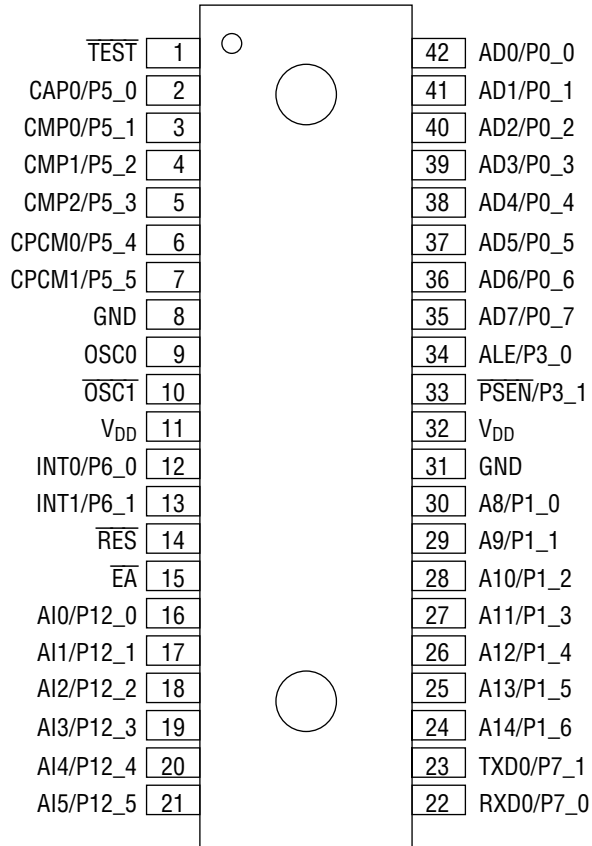 T̅E̅S̅T̅ 1 42 AD0/P0_0
CAP0/P5_0 2 41 AD1/P0_1
CMP0/P5_1 3 40 AD2/P0_2
CMP1/P5_2 4 39 AD3/P0_3
CMP2/P5_3 5 38 AD4/P0_4
CPCM0/P5_4 6 37 AD5/P0_5
CPCM1/P5_5 7 36 AD6/P0_6
GND 8 35 AD7/P0_7
OSC0 9 34 ALE/P3_0
O̅S̅C̅1̅ 10 33 P̅S̅E̅N̅/P3_1
VDD 11 32 VDD
INT0/P6_0 12 31 GND
INT1/P6_1 13 30 A8/P1_0
R̅E̅S̅ 14 29 A9/P1_1
E̅A̅ 15 28 A10/P1_2
AI0/P12_0 16 27 A11/P1_3
AI1/P12_1 17 26 A12/P1_4
AI2/P12_2 18 25 A13/P1_5
AI3/P12_3 19 24 A14/P1_6
AI4/P12_4 20 23 TXD0/P7_1
AI5/P12_5 21 22 RXD0/P7_0